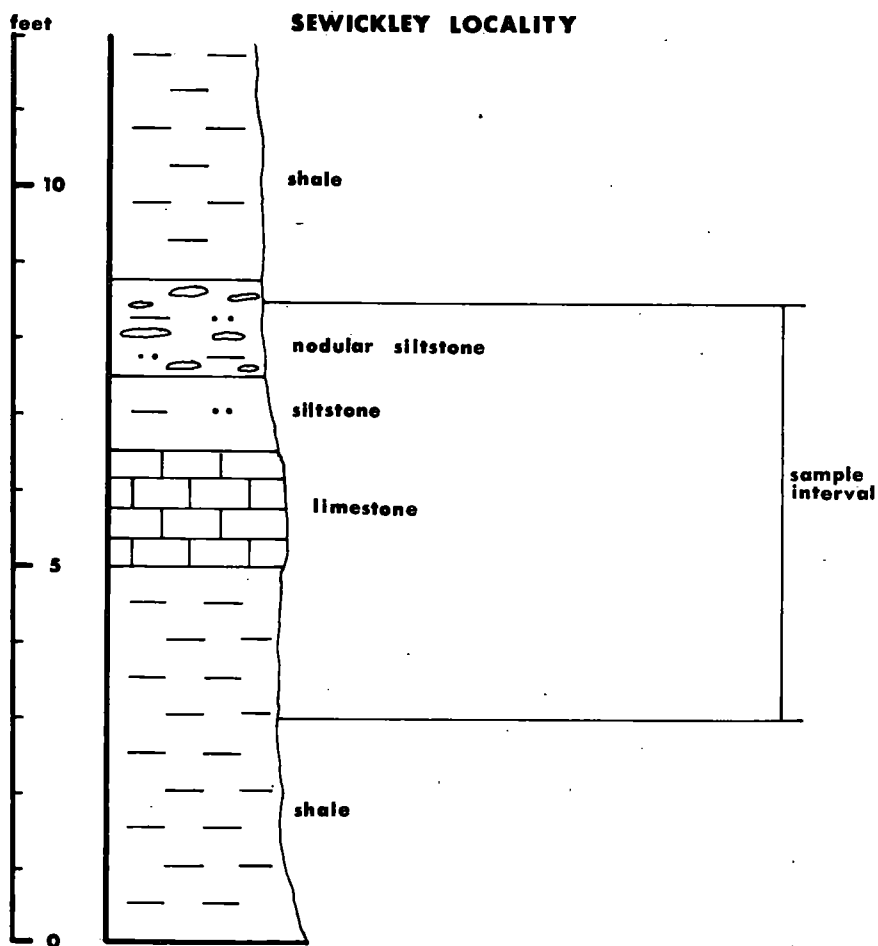 feet
SEWICKLEY LOCALITY
shale
10
nodular siltstone
siltstone
sample
interval
limestone
5
shale
0